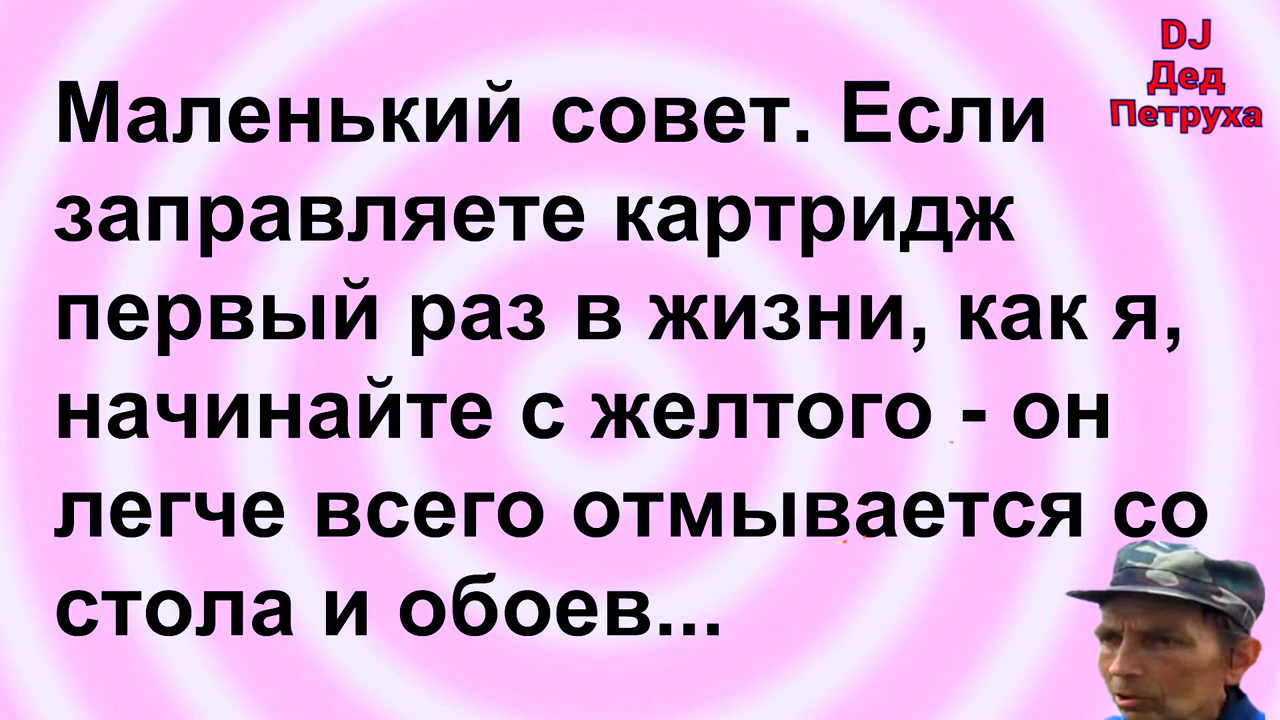 DJ
Дед
Петруха
Маленький совет. Если
заправляете картридж
первый раз в жизни, как я,
начинайте с желтого - он
легче всего отмывается со
стола и обоев...